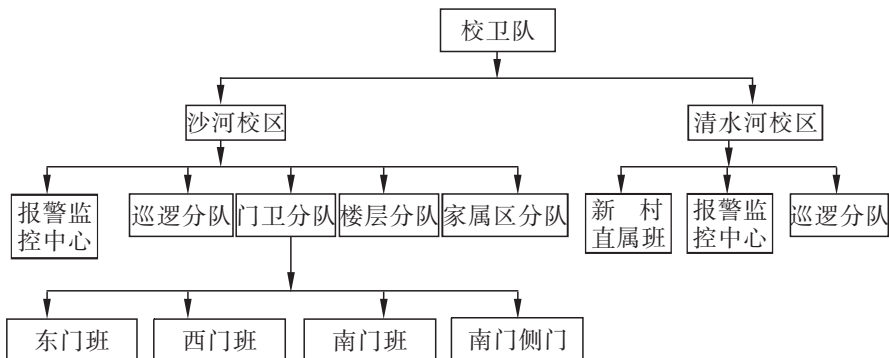 校卫队
沙河校区
清水河校区
报警监
控中心
巡逻分队
门卫分队
楼层分队
家属区分队
新 村
直属班
报警监
控中心
巡逻分队
东门班
西门班
南门班
南门侧门